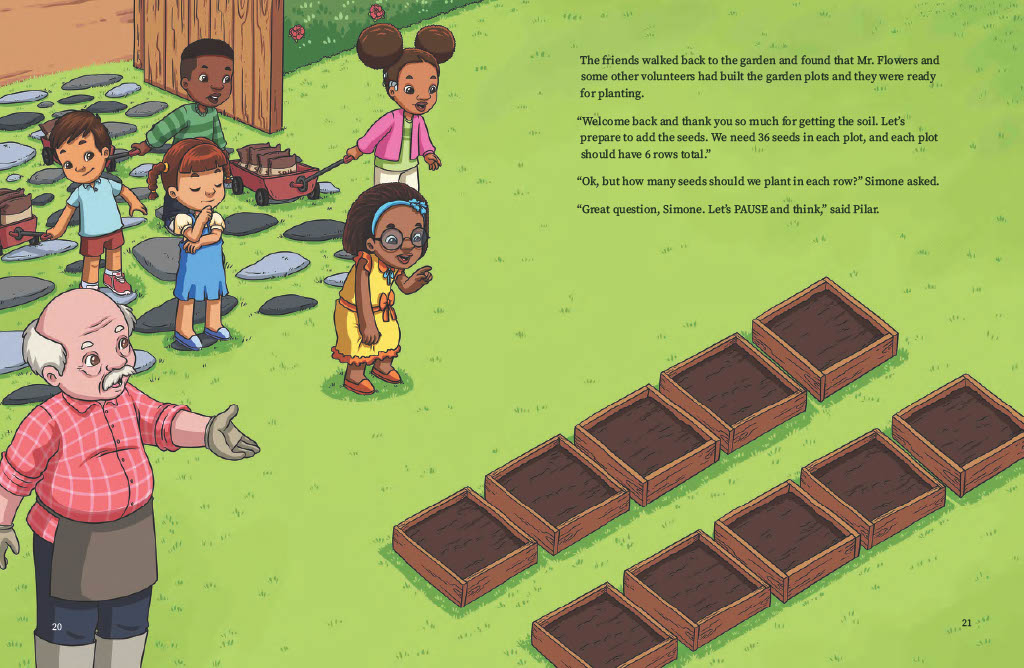 The friends walked back to the garden and found that Mr. Flowers and
some other volunteers had built the garden plots and they were ready
for planting.
“Welcome back and thank you so much for getting the soil. Let’s
prepare to add the seeds. We need 36 seeds in each plot, and each plot
should have 6 rows total.”
“Ok, but how many seeds should we plant in each row?” Simone asked.
“Great question, Simone. Let’s PAUSE and think,” said Pilar.
20
21